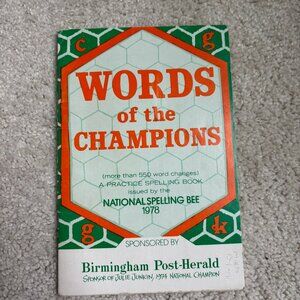 c
g
WORDS
of the
CHAMPIONS
(more than 550 word changes)
A PRACTICE SPELLING BOOK
issued by the
NATIONAL SPELLING BEE
1978
g
k
SPONSORED BY
Birmingham Post-Herald
SPONSOR OF JULIE JUNKIN, 1974 NATIONAL CHAMPION